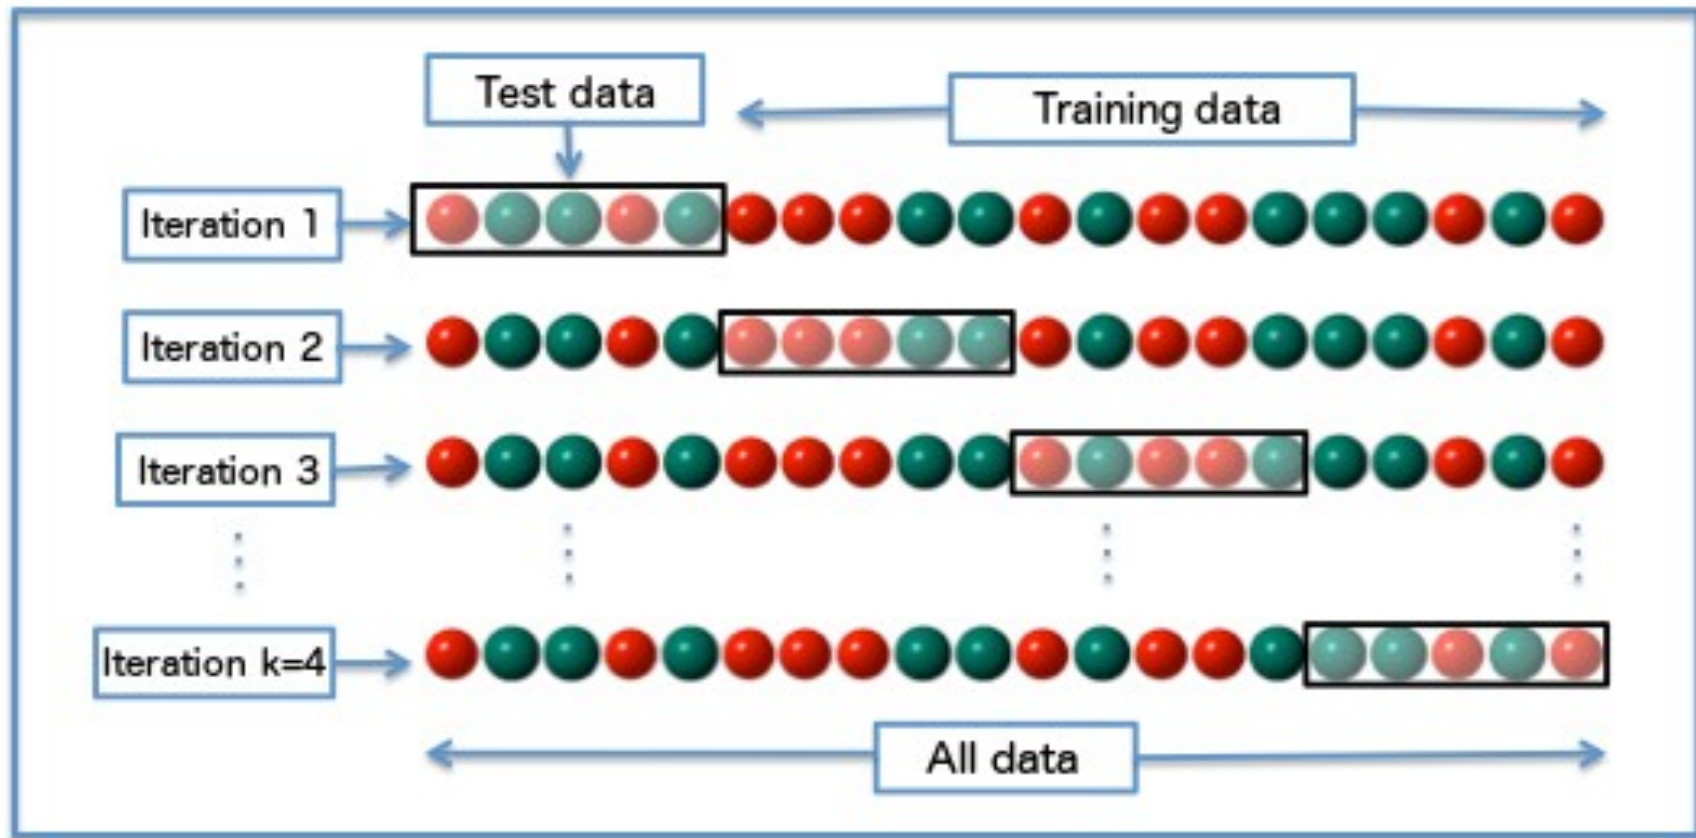 Test data
Training data
Iteration 1
Iteration 2
Iteration 3
Iteration k=4
All data